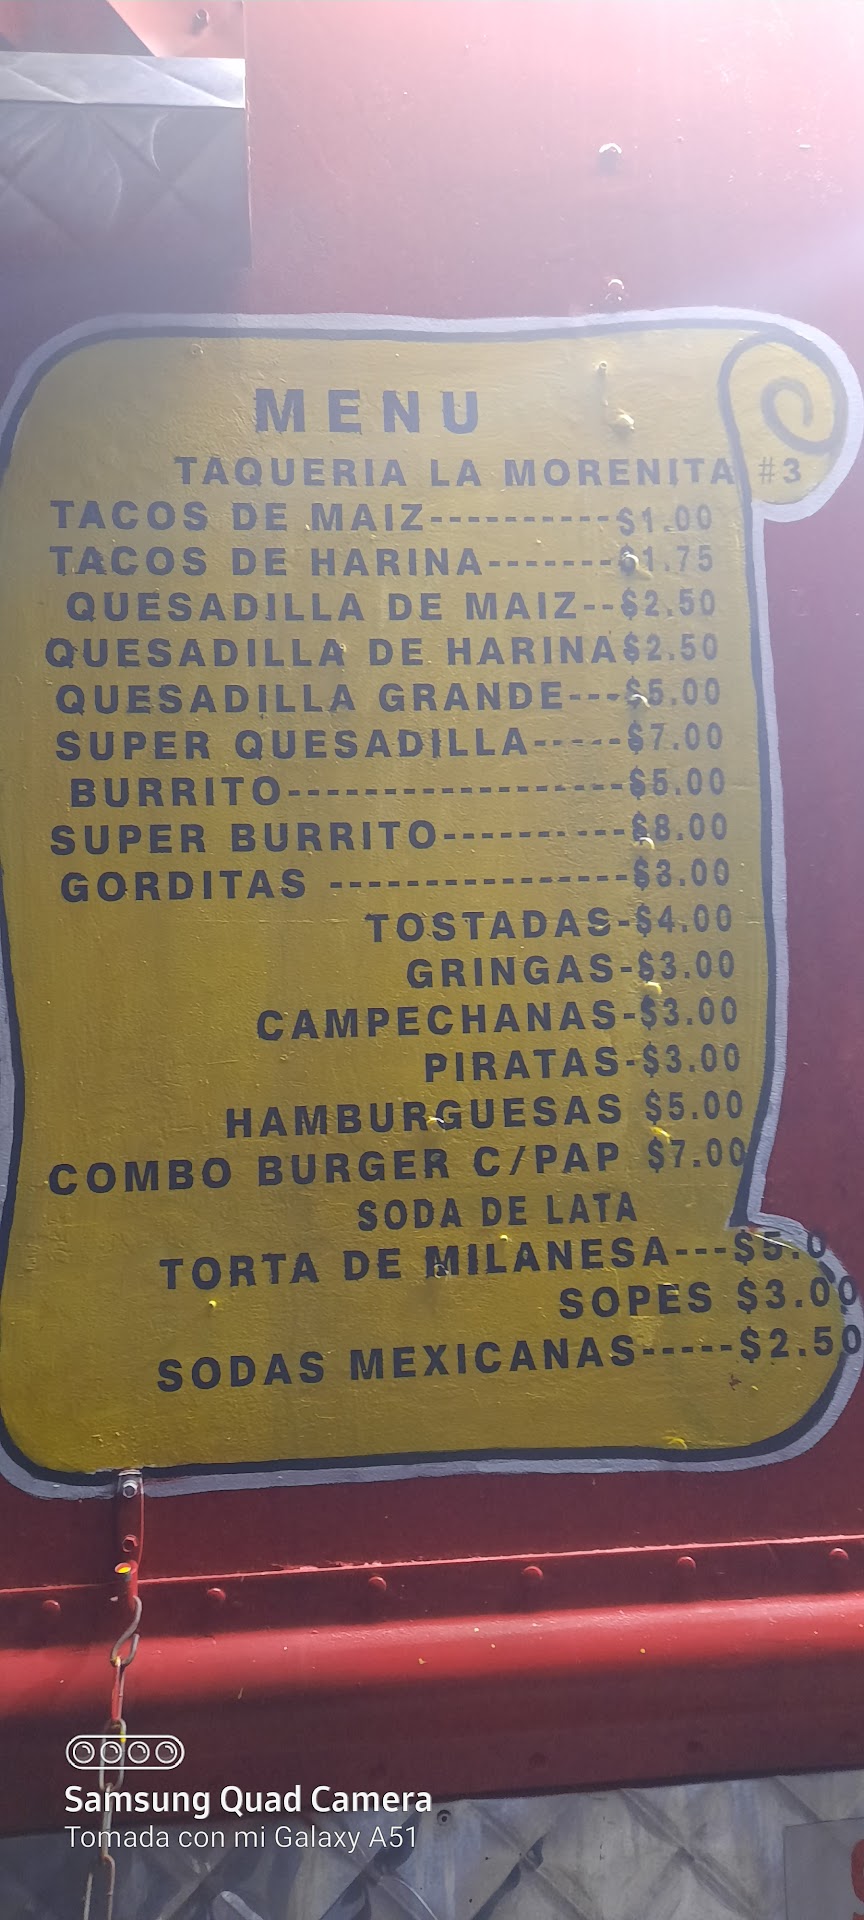 MENU
TAQUERIA LA MORENITA #3
TACOS DE MAIZ----------$1.00
TACOS DE HARINA-------$1.75
QUESADILLA DE MAIZ--$2.50
QUESADILLA DE HARINA$2.50
QUESADILLA GRANDE---$5.00
SUPER QUESADILLA-----$7.00
BURRITO------------------$5.00
SUPER BURRITO----------$8.00
GORDITAS ----------------$3.00
TOSTADAS-$4.00
GRINGAS-$3.00
CAMPECHANAS-$3.00
PIRATAS-$3.00
HAMBURGUESAS $5.00
COMBO BURGER C/PAP $7.00
SODA DE LATA
TORTA DE MILANESA---$5.0
SOPES $3.00
SODAS MEXICANAS-----$2.50
Samsung Quad Camera
Tomada con mi Galaxy A51